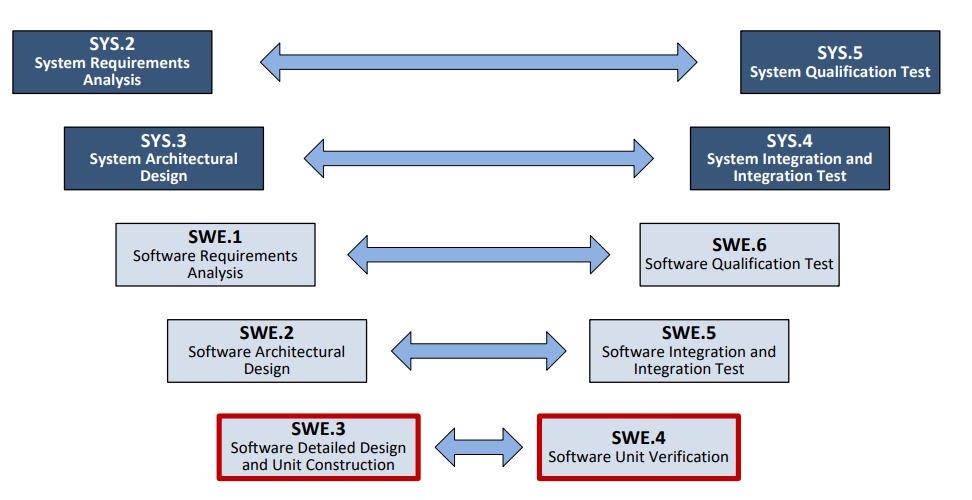 SYS.2
System Requirements
Analysis
SYS.5
System Qualification Test
SYS.3
System Architectural
Design
SYS.4
System Integration and
Integration Test
SWE.1
Software Requirements
Analysis
SWE.6
Software Qualification Test
SWE.2
Software Architectural
Design
SWE.5
Software Integration and
Integration Test
SWE.3
Software Detailed Design
and Unit Construction
SWE.4
Software Unit Verification